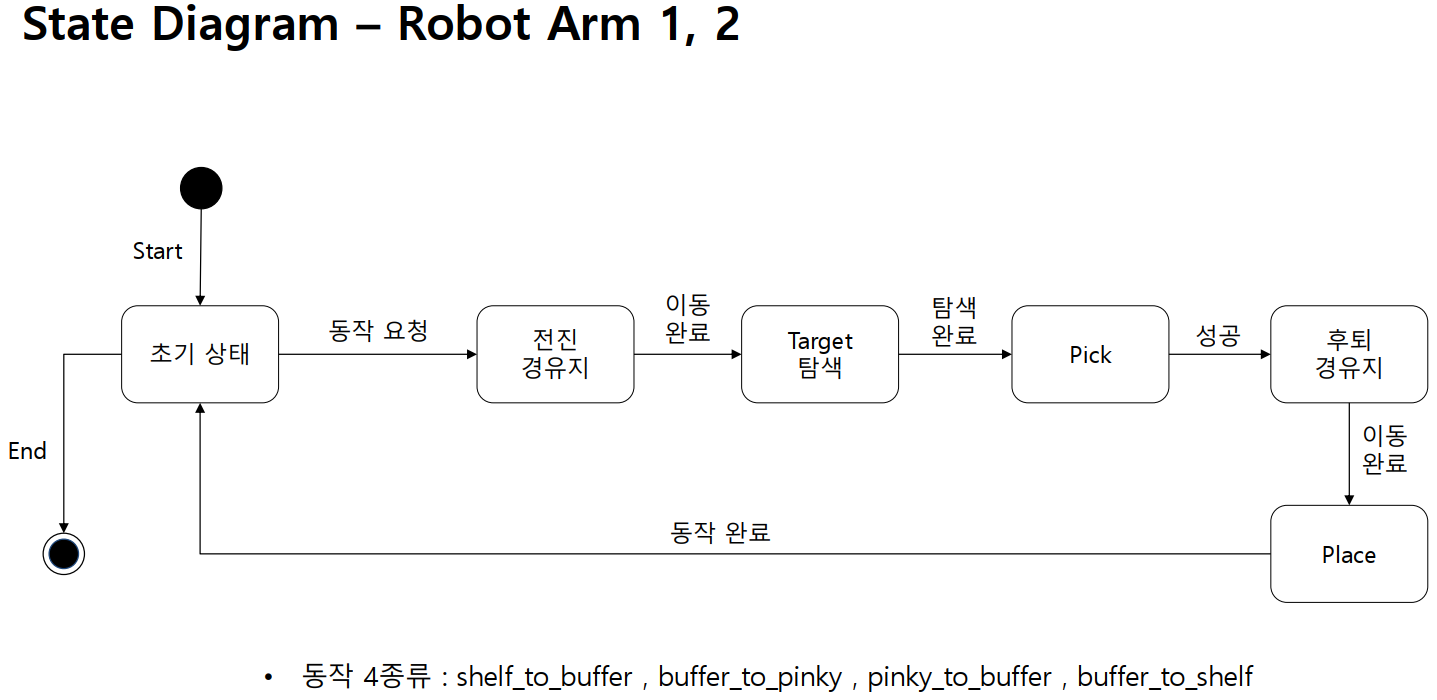 State Diagram – Robot Arm 1, 2
Start
초기 상태
동작 요청
전진
경유지
이동
완료
Target
탐색
탐색
완료
Pick
성공
후퇴
경유지
이동
완료
End
동작 완료
Place
• 동작 4종류 : shelf_to_buffer , buffer_to_pinky , pinky_to_buffer , buffer_to_shelf